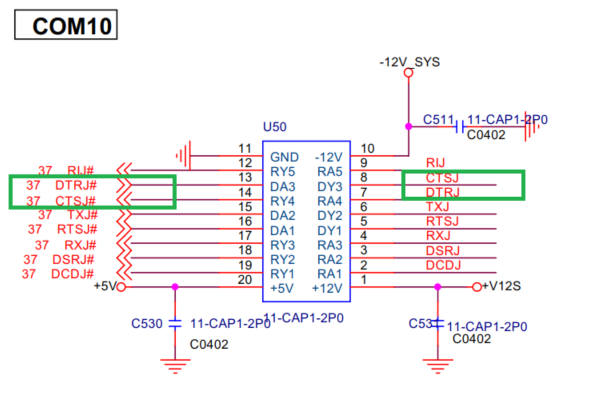 COM10
-12V_SYS
C511 11-CAP1-2P0
C0402
U50
11 GND -12V 10
37 RIJ# 12 RY5 RA5 9 RIJ
37 DTRJ# 13 DA3 DY3 8 CTSJ
37 CTSJ# 14 RY4 RA4 7 DTRJ
37 TXJ# 15 DA2 DY2 6 TXJ
37 RTSJ# 16 DA1 DY1 5 RTSJ
37 RXJ# 17 RY3 RA3 4 RXJ
37 DSRJ# 18 RY2 RA2 3 DSRJ
37 DCDJ# 19 RY1 RA1 2 DCDJ
+5V 20 +5V +12V 1 +V12S
11-CAP1-2P0
C530 11-CAP1-2P0
C0402
C531 11-CAP1-2P0
C0402